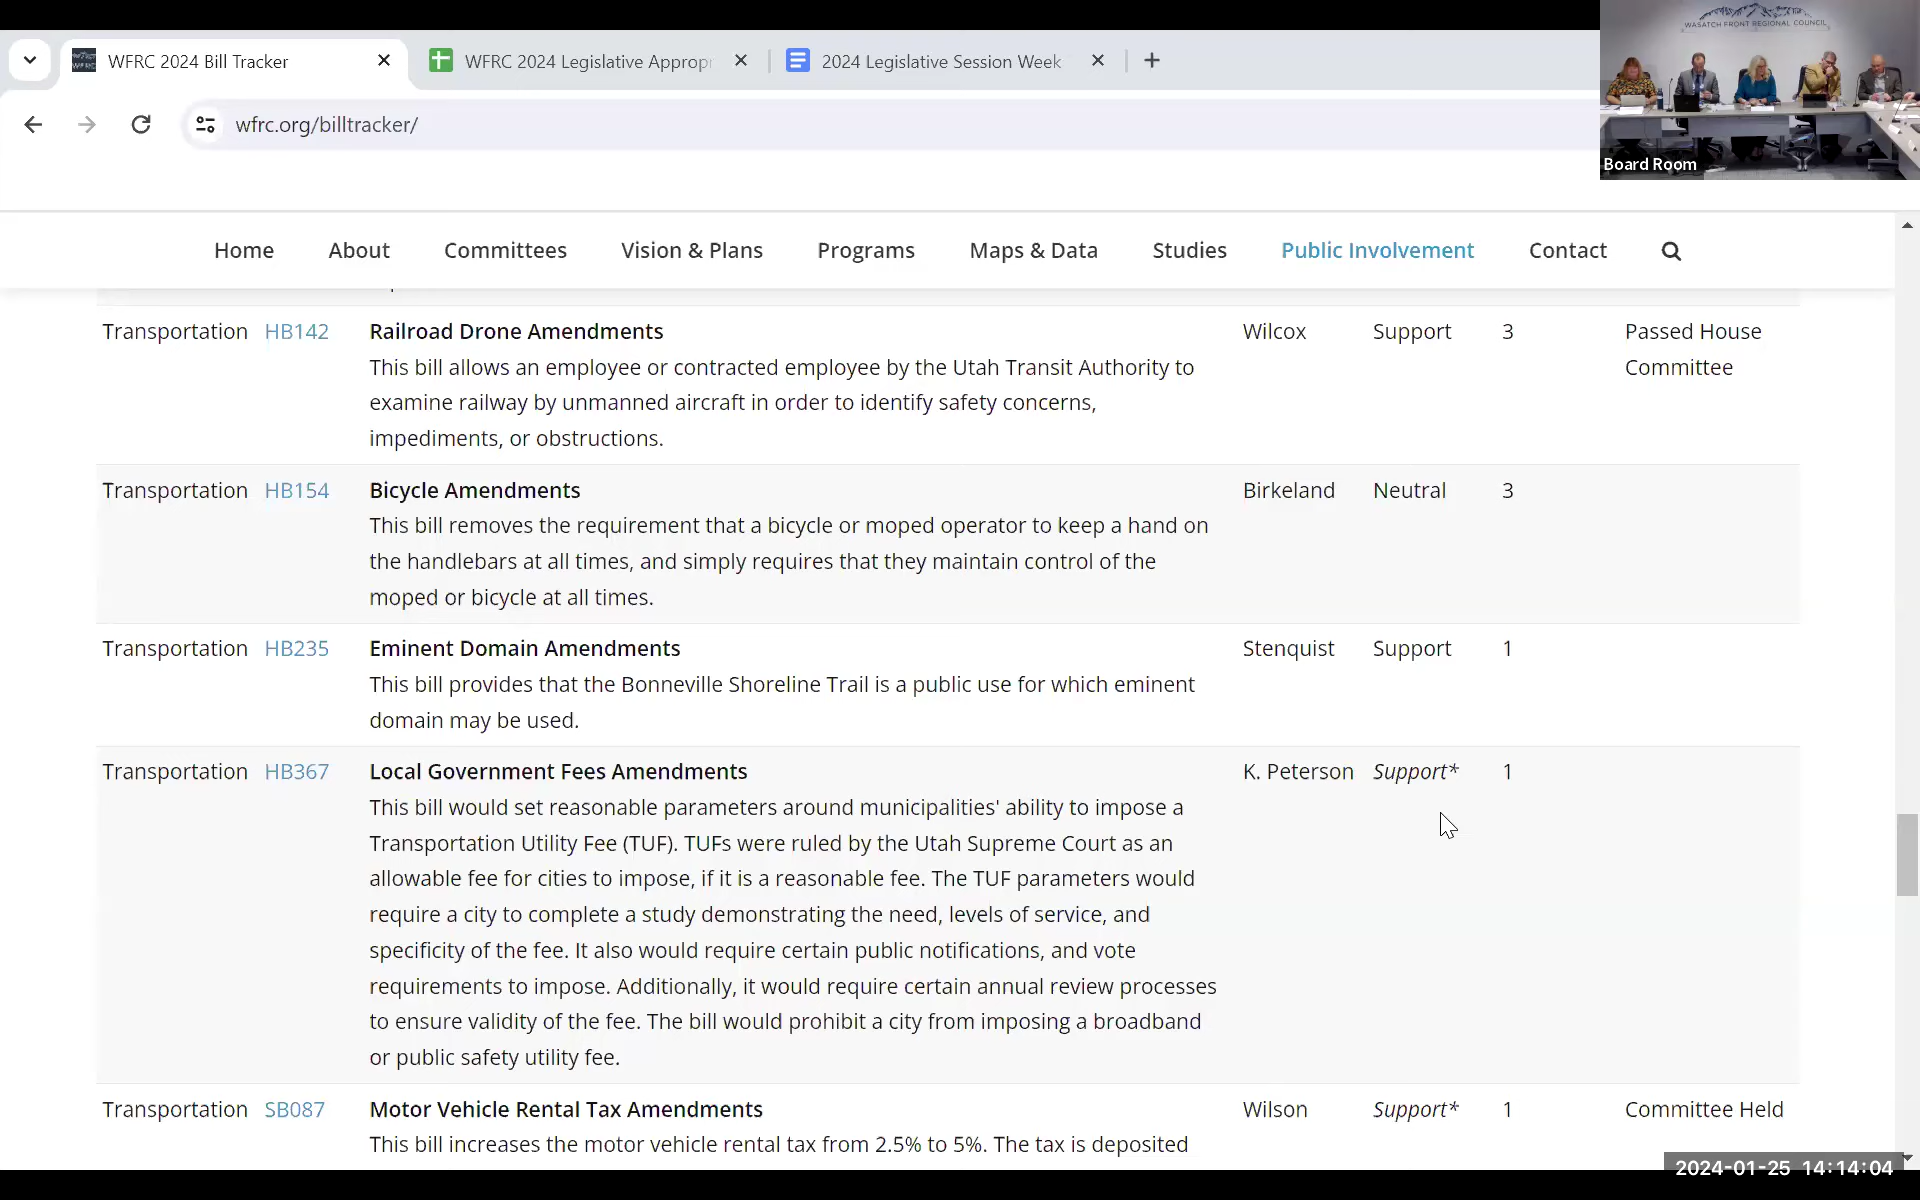 WFRC 2024 Bill Tracker
WFRC 2024 Legislative Approp
2024 Legislative Session Week
WASATCH FRONT REGIONAL COUNCIL
Board Room
wfrc.org/billtracker/
Home About Committees Vision & Plans Programs Maps & Data Studies Public Involvement Contact
Transportation HB142 Railroad Drone Amendments Wilcox Support 3 Passed House
This bill allows an employee or contracted employee by the Utah Transit Authority to Committee
examine railway by unmanned aircraft in order to identify safety concerns,
impediments, or obstructions.
Transportation HB154 Bicycle Amendments Birkeland Neutral 3
This bill removes the requirement that a bicycle or moped operator to keep a hand on
the handlebars at all times, and simply requires that they maintain control of the
moped or bicycle at all times.
Transportation HB235 Eminent Domain Amendments Stenquist Support 1
This bill provides that the Bonneville Shoreline Trail is a public use for which eminent
domain may be used.
Transportation HB367 Local Government Fees Amendments K. Peterson Support* 1
This bill would set reasonable parameters around municipalities' ability to impose a
Transportation Utility Fee (TUF). TUFs were ruled by the Utah Supreme Court as an
allowable fee for cities to impose, if it is a reasonable fee. The TUF parameters would
require a city to complete a study demonstrating the need, levels of service, and
specificity of the fee. It also would require certain public notifications, and vote
requirements to impose. Additionally, it would require certain annual review processes
to ensure validity of the fee. The bill would prohibit a city from imposing a broadband
or public safety utility fee.
Transportation SB087 Motor Vehicle Rental Tax Amendments Wilson Support* 1 Committee Held
This bill increases the motor vehicle rental tax from 2.5% to 5%. The tax is deposited
2024-01-25 14:14:04